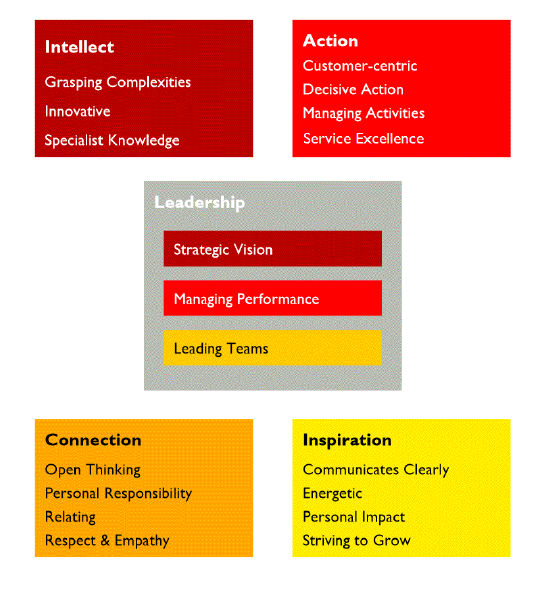 Intellect
Grasping Complexities
Innovative
Specialist Knowledge
Action
Customer-centric
Decisive Action
Managing Activities
Service Excellence
Leadership
Strategic Vision
Managing Performance
Leading Teams
Connection
Open Thinking
Personal Responsibility
Relating
Respect & Empathy
Inspiration
Communicates Clearly
Energetic
Personal Impact
Striving to Grow